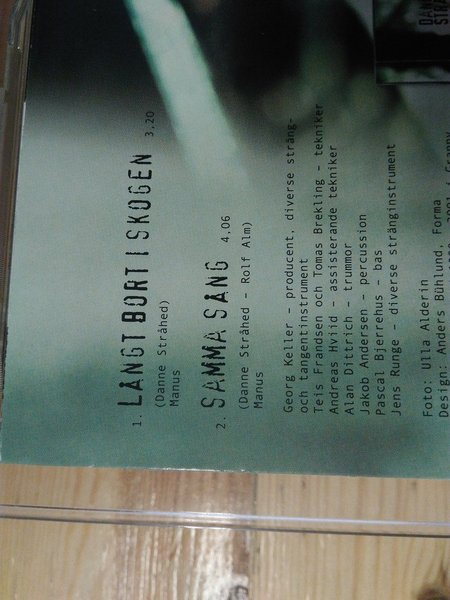 1. LÅNGT BORT I SKOGEN 3.20
(Danne Stråhed)
Manus
2. SAMMA SÅNG 4.06
(Danne Stråhed - Rolf Alm)
Manus
Georg Keller - producent, diverse sträng-
och tangentinstrument
Teis Frandsen och Tomas Brekling - tekniker
Andreas Hviid - assisterande tekniker
Alan Dittrich - trummor
Jakob Andersen - percussion
Pascal Bjerrehus - bas
Jens Runge - diverse stränginstrument
Foto: Ulla Alderin
Design: Anders Bühlund, Forma